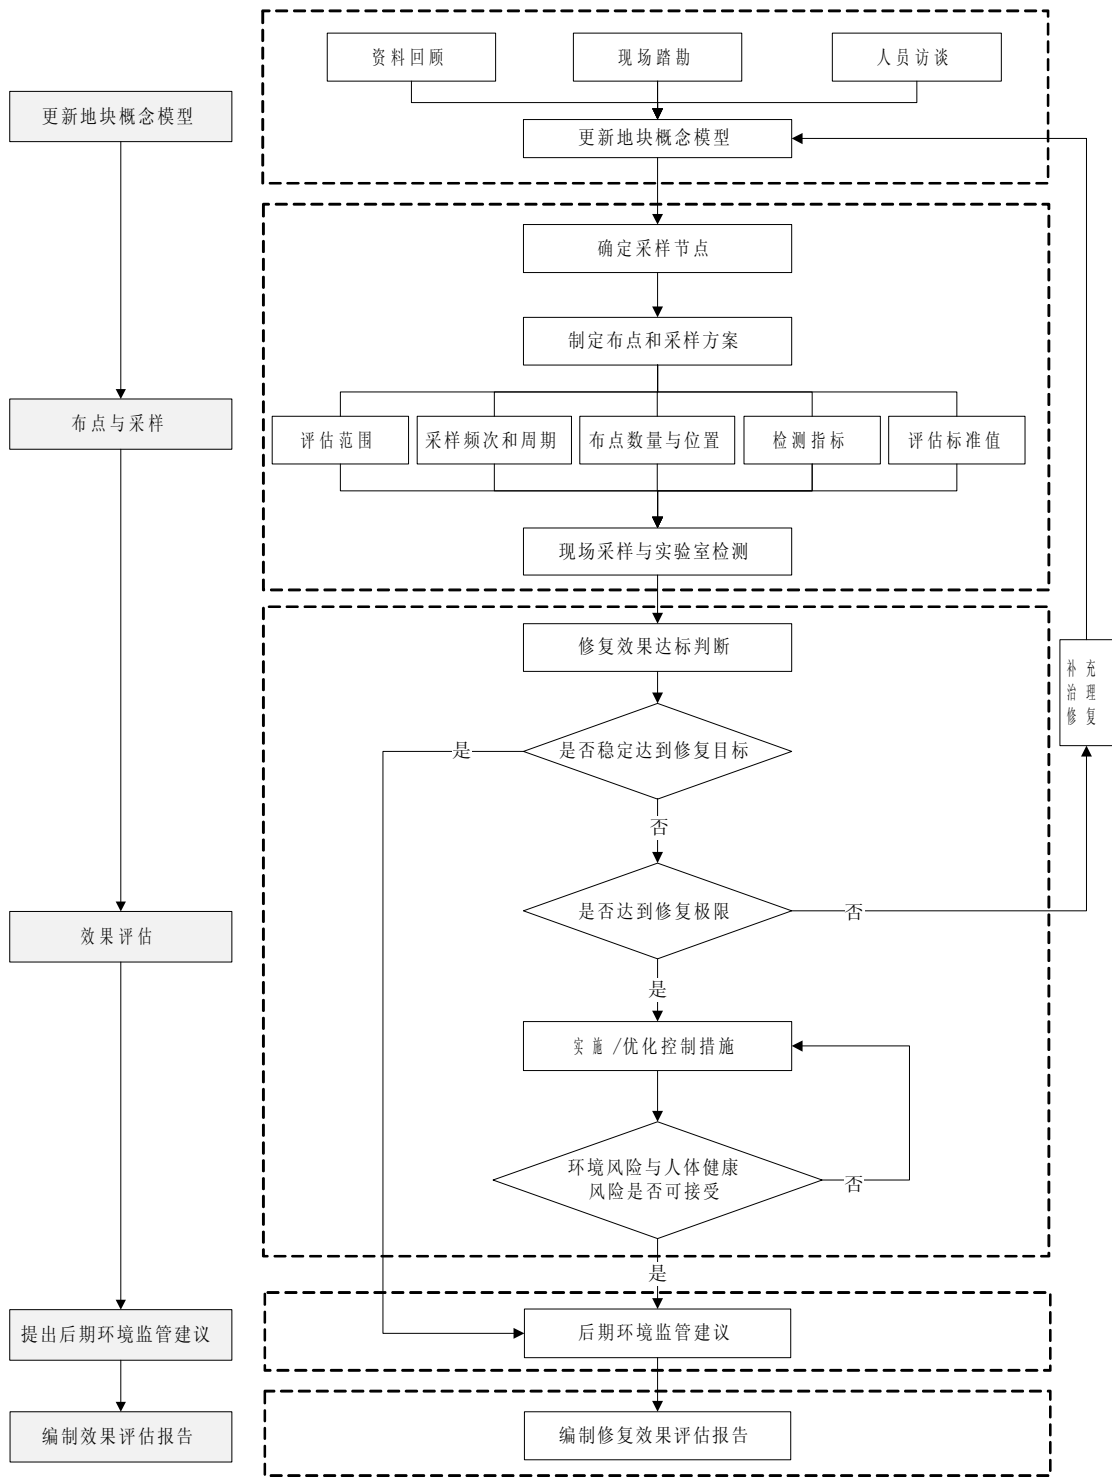 资料回顾
现场踏勘
人员访谈
更新地块概念模型
更新地块概念模型
确定采样节点
制定布点和采样方案
布点与采样
评估范围
采样频次和周期
布点数量与位置
检测指标
评估标准值
现场采样与实验室检测
修复效果达标判断
补充
治理
修复
是
是否稳定达到修复目标
否
是否达到修复极限
否
效果评估
是
实施/优化控制措施
环境风险与人体健康
风险是否可接受
否
是
提出后期环境监管建议
后期环境监管建议
编制效果评估报告
编制修复效果评估报告